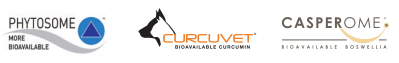 PHYTOSOME
MORE
BIOAVAILABLE
CURCUVET®
BIOAVAILABLE CURCUMIN
CASPEROME®
BIOAVAILABLE BOSWELLIA